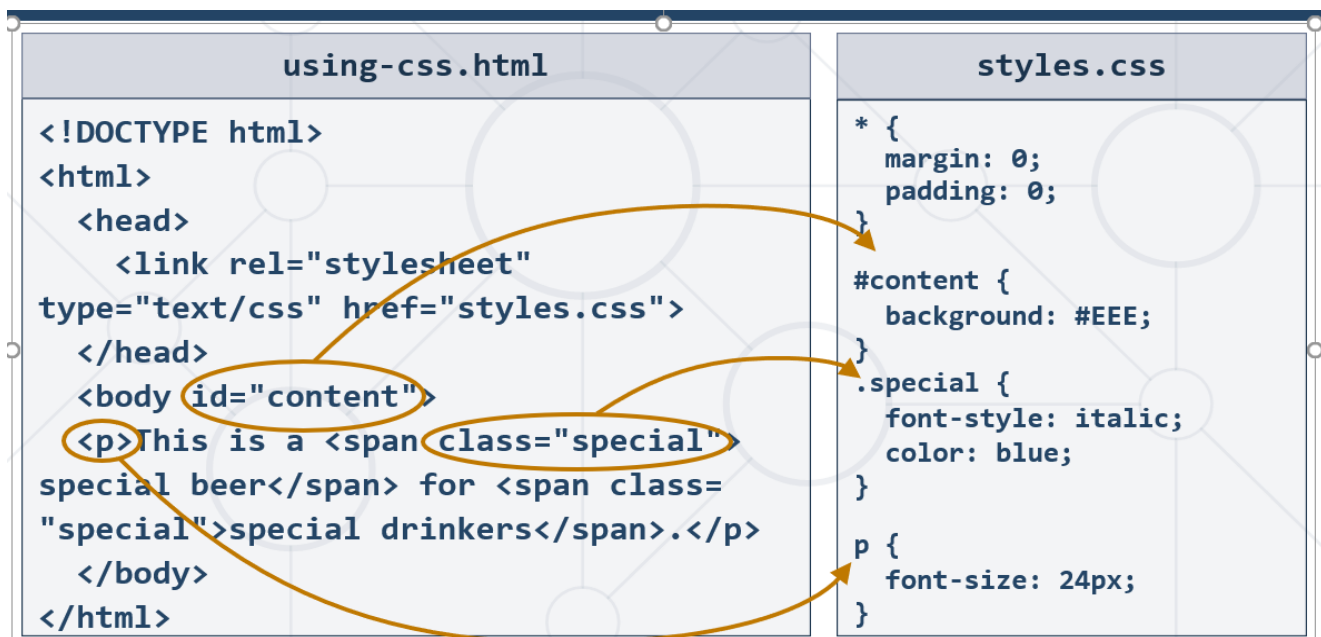 using-css.html
<!DOCTYPE html>
<html>
<head>
<link rel="stylesheet"
type="text/css" href="styles.css">
</head>
<body id="content">
<p>This is a <span class="special">
special beer</span> for <span class=
"special">special drinkers</span>.</p>
</body>
</html>
styles.css
* {
margin: 0;
padding: 0;
}
#content {
background: #EEE;
}
.special {
font-style: italic;
color: blue;
}
p {
font-size: 24px;
}